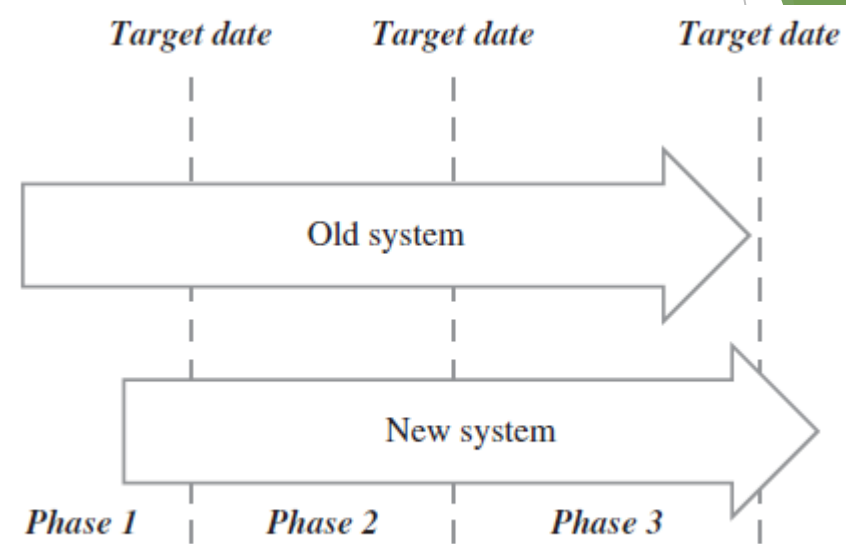 Target date Target date Target date
Old system
New system
Phase 1 Phase 2 Phase 3